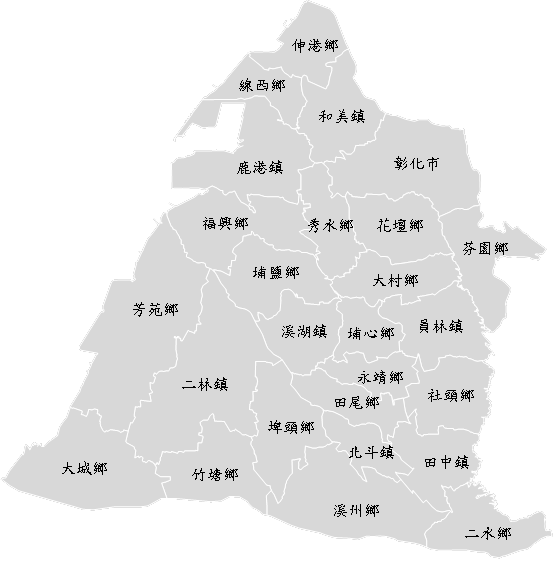 伸港鄉
線西鄉
和美鎮
彰化市
鹿港鎮
福興鄉
秀水鄉
花壇鄉
芬園鄉
埔鹽鄉
大村鄉
芳苑鄉
溪湖鎮
埔心鄉
員林鎮
二林鎮
永靖鄉
社頭鄉
田尾鄉
埤頭鄉
北斗鎮
田中鎮
大城鄉
竹塘鄉
溪州鄉
二水鄉